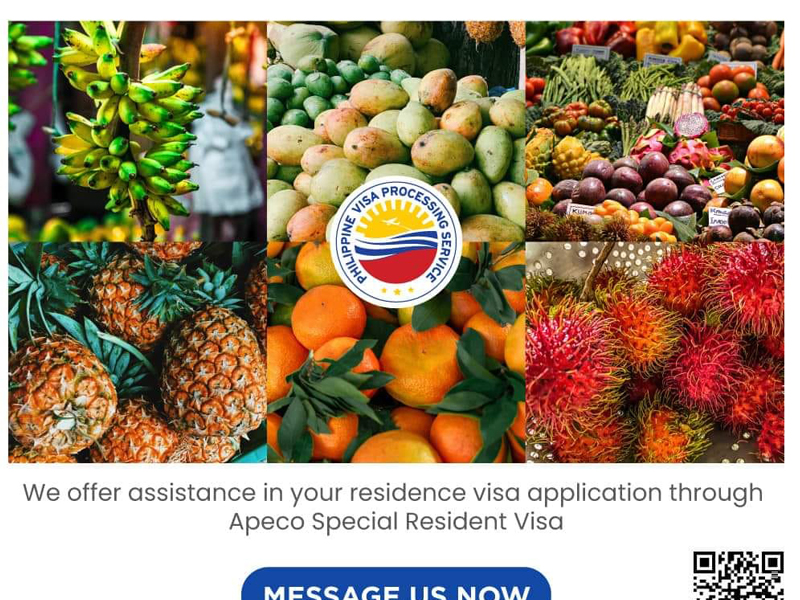 PHILIPPINE VISA PROCESSING SERVICE
We offer assistance in your residence visa application through
Apeco Special Resident Visa
MESSAGE US NOW